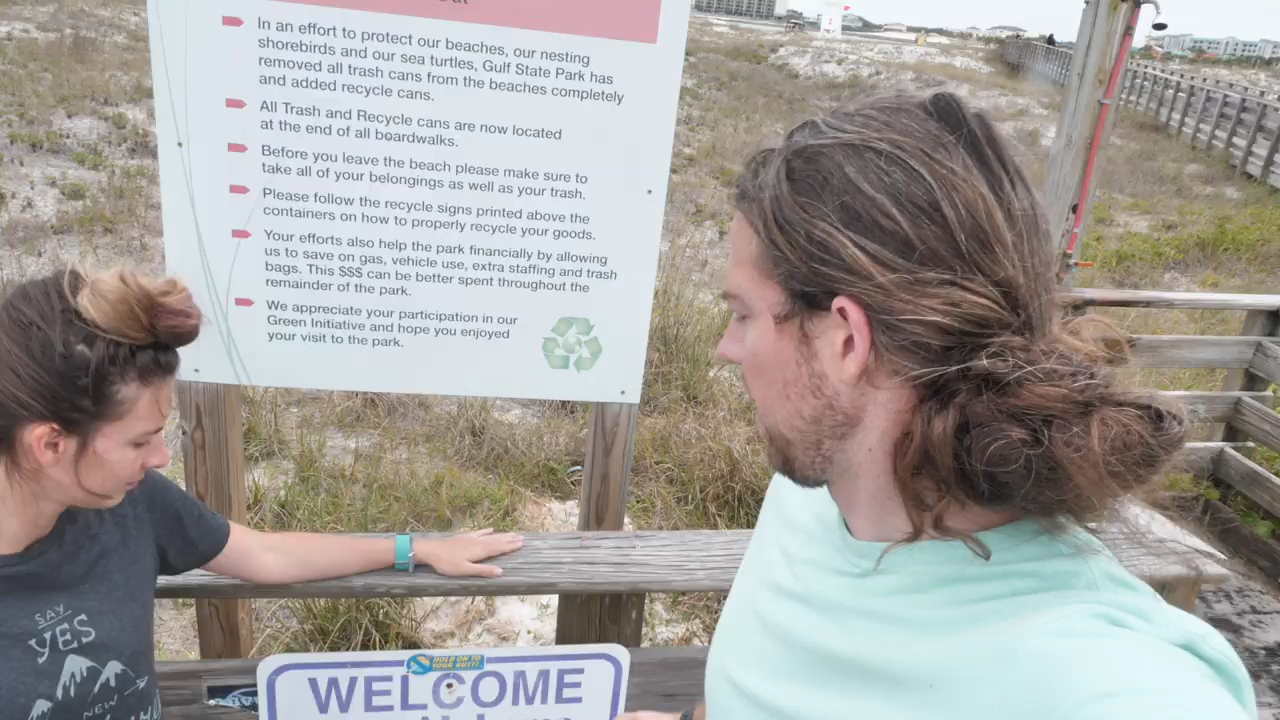 In an effort to protect our beaches, our nesting
shorebirds and our sea turtles, Gulf State Park has
removed all trash cans from the beaches completely
and added recycle cans.
All Trash and Recycle cans are now located
at the end of all boardwalks.
Before you leave the beach please make sure to
take all of your belongings as well as your trash.
Please follow the recycle signs printed above the
containers on how to properly recycle your goods.
Your efforts also help the park financially by allowing
us to save on gas, vehicle use, extra staffing and trash
bags. This $$$ can be better spent throughout the
remainder of the park.
We appreciate your participation in our
Green Initiative and hope you enjoyed
your visit to the park.
SAY
YES
NEW
HOLD ON TO
YOUR BUTT!
WELCOME